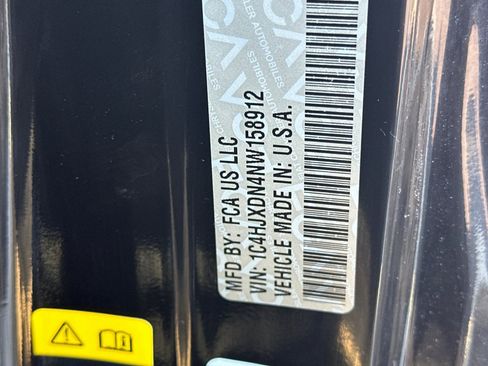 MFD BY: FCA US LLC
VIN: 1C4HJXDN4NW158912
VEHICLE MADE IN: U.S.A.